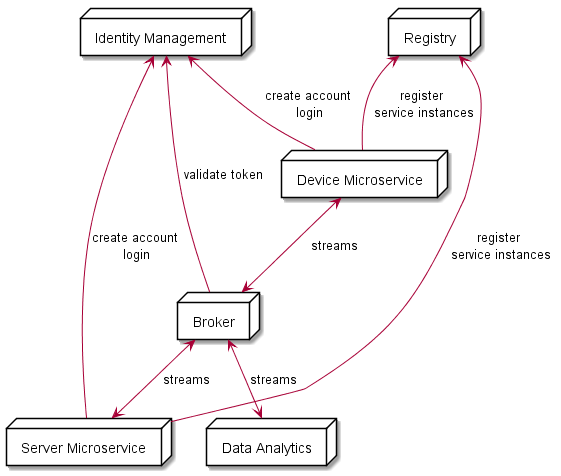 Identity Management
Registry
create account
login
register
service instances
Device Microservice
validate token
create account
login
streams
register
service instances
Broker
streams
streams
Server Microservice
Data Analytics